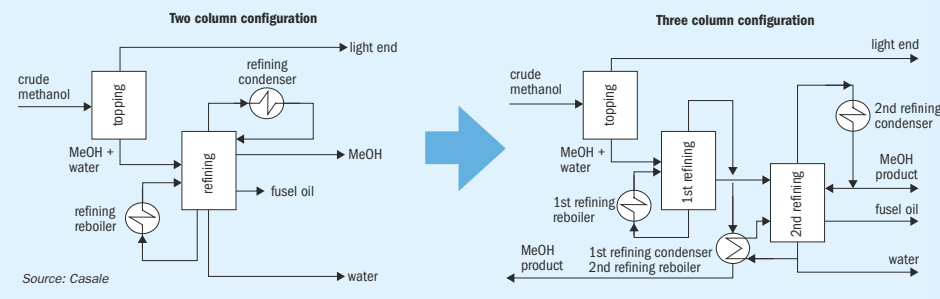 Two column configuration
light end
refining
condenser
crude
methanol
topping
MeOH +
water
refining
MeOH
fusel oil
refining
reboiler
water
Source: Casale
Three column configuration
light end
crude
methanol
topping
2nd refining
condenser
MeOH +
water
1st refining
MeOH
product
2nd refining
1st refining
reboiler
fusel oil
1st refining condenser
2nd refining reboiler
MeOH
product
water